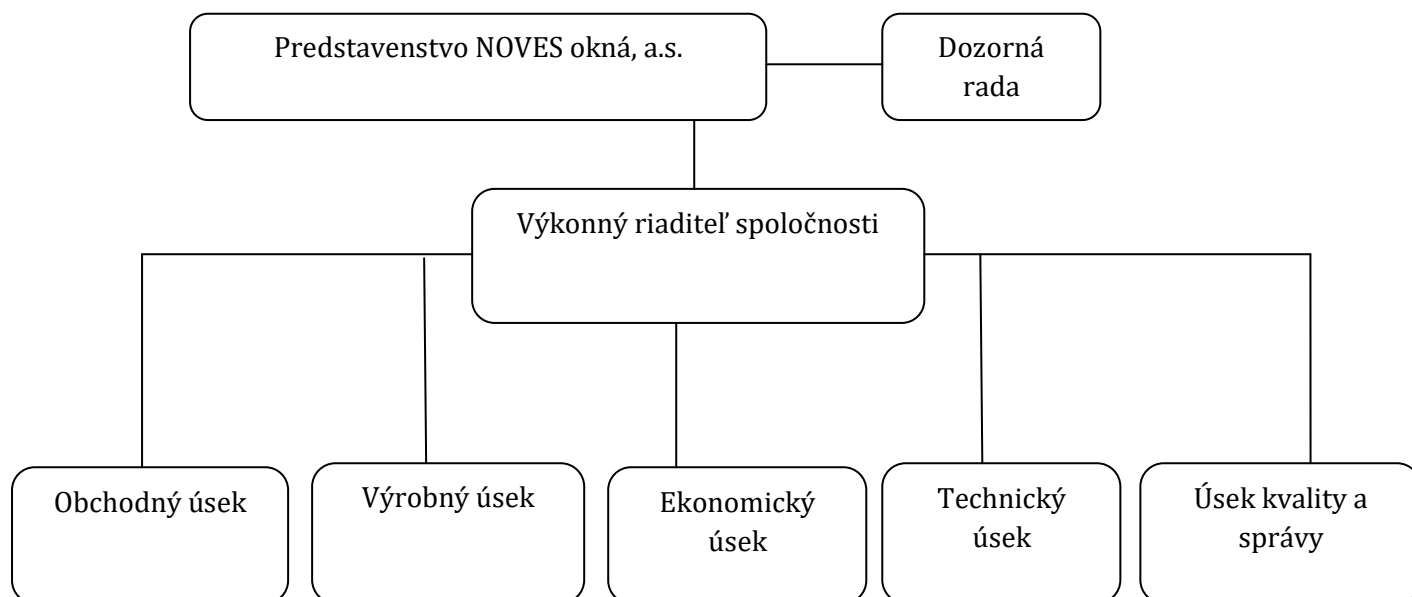 Predstavenstvo NOVES okná, a.s.
Dozorná
rada
Výkonný riaditeľ spoločnosti
Obchodný úsek
Výrobný úsek
Ekonomický
úsek
Technický
úsek
Úsek kvality a
správy